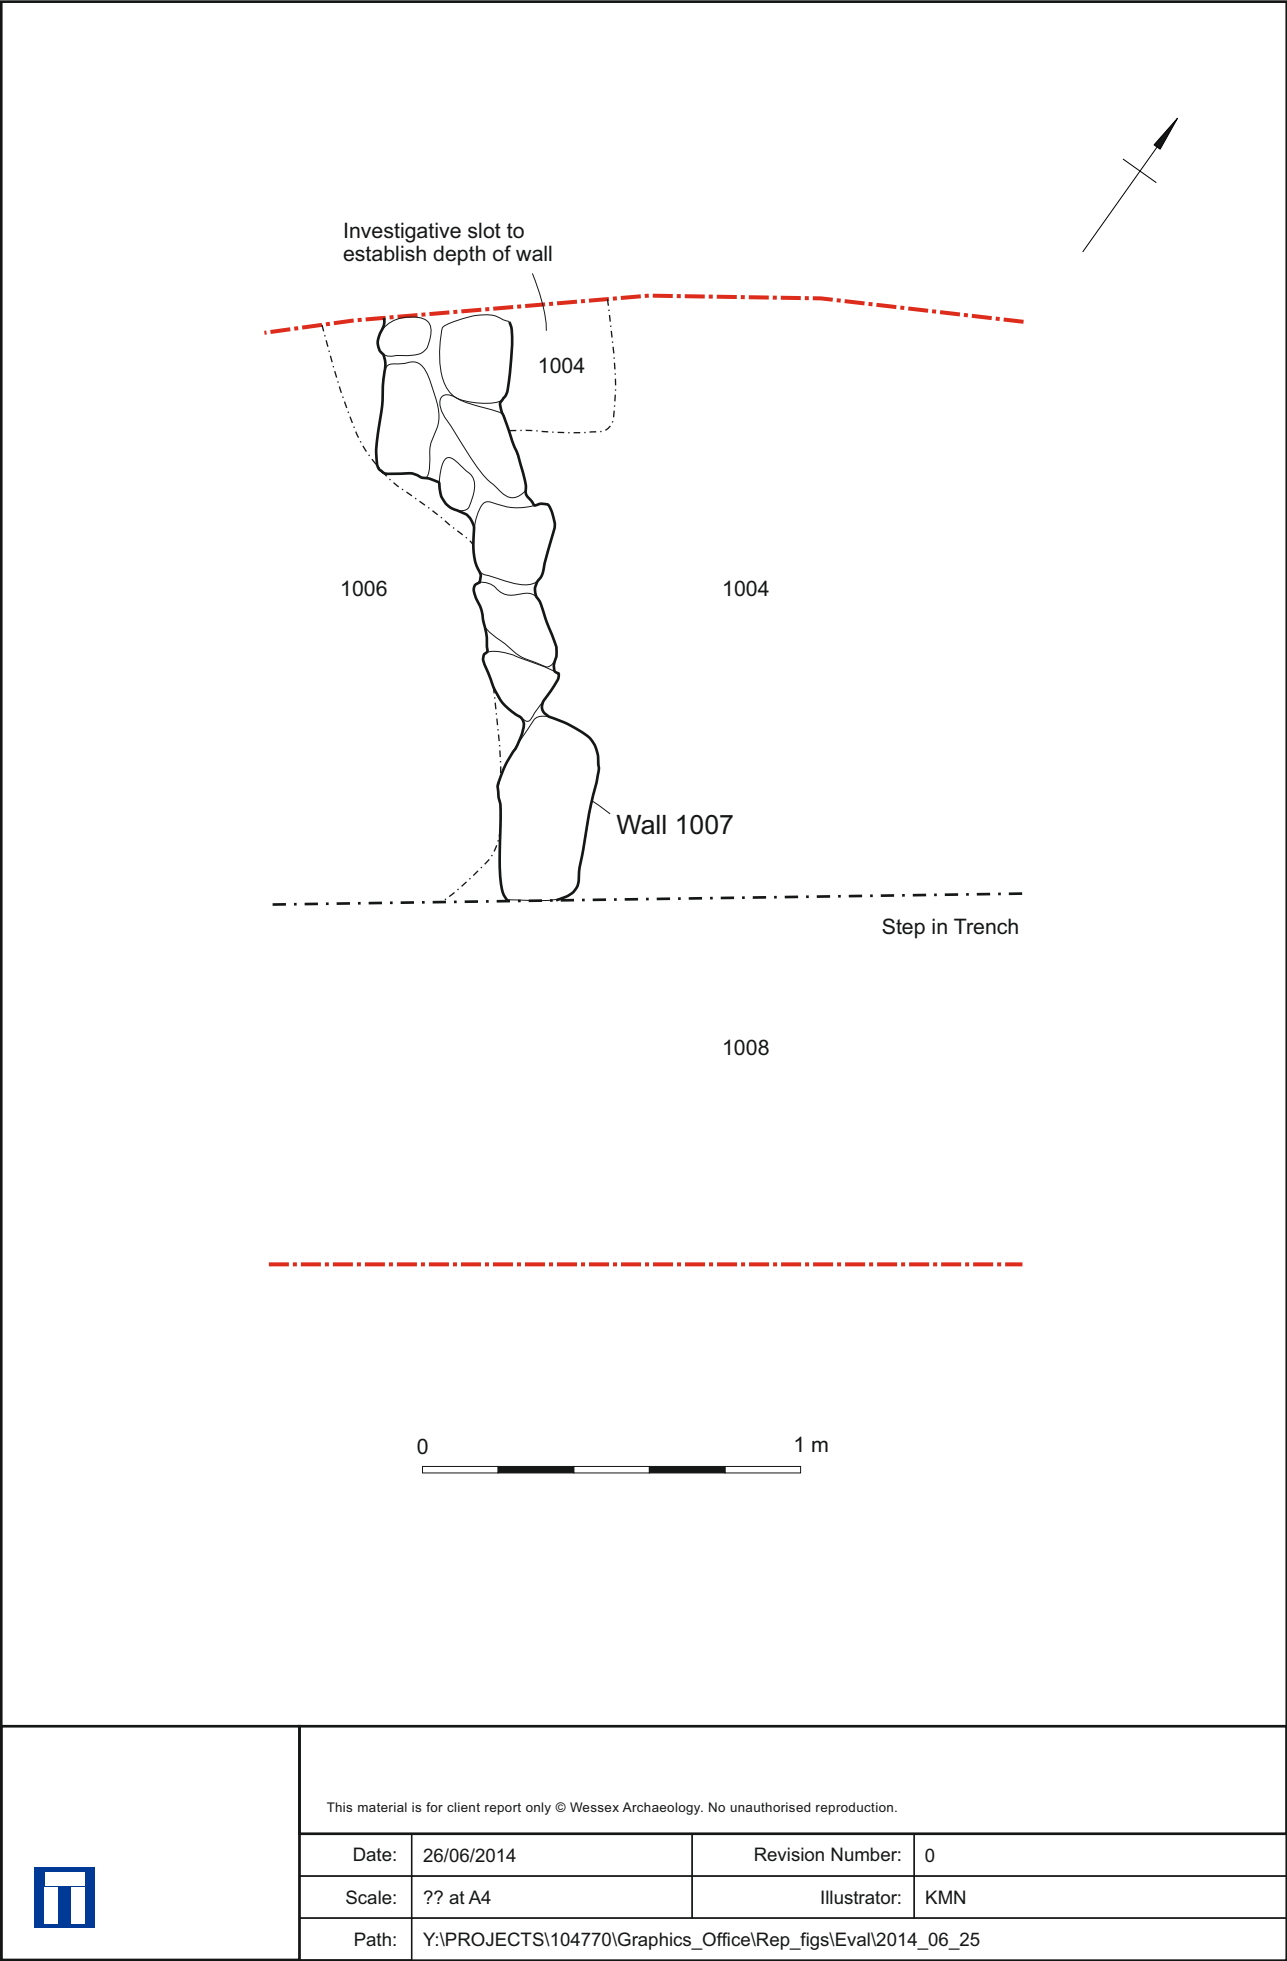 Investigative slot to
establish depth of wall
1004
1006
1004
Wall 1007
Step in Trench
1008
0
1 m
This material is for client report only © Wessex Archaeology. No unauthorised reproduction.
Date: 26/06/2014 Revision Number: 0
Scale: ?? at A4 Illustrator: KMN
Path: Y:\PROJECTS\104770\Graphics_Office\Rep_figs\Eval\2014_06_25